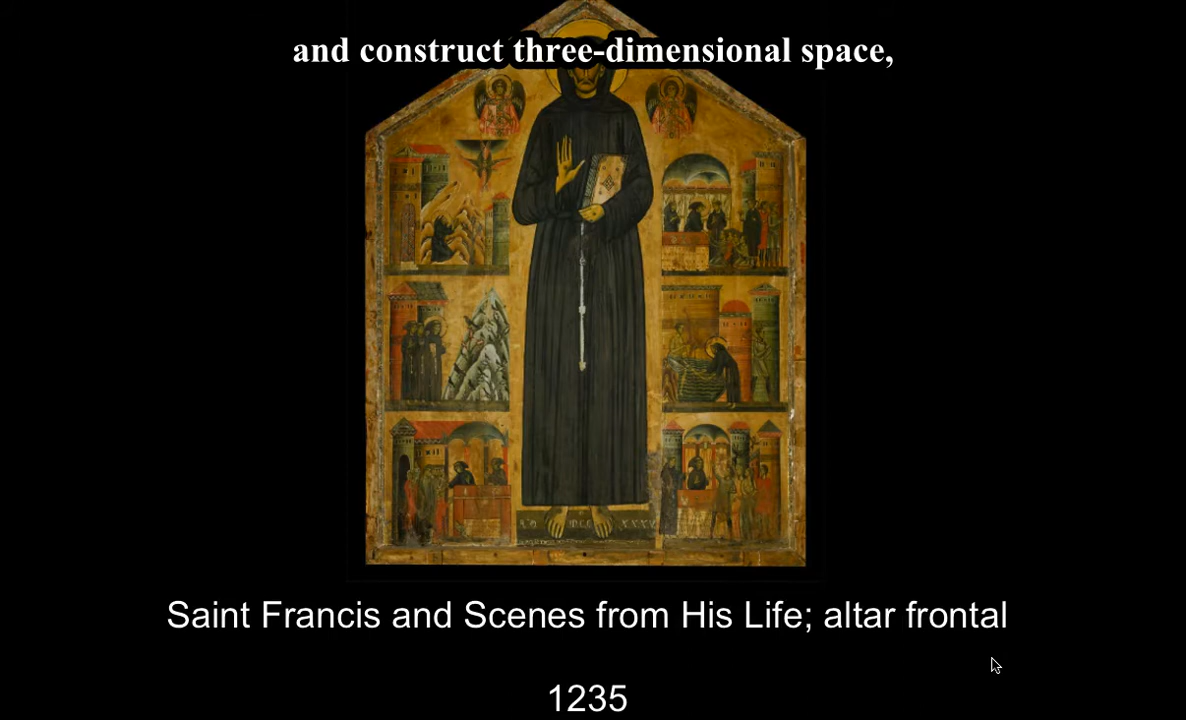 and construct three-dimensional space,
Saint Francis and Scenes from His Life; altar frontal
1235